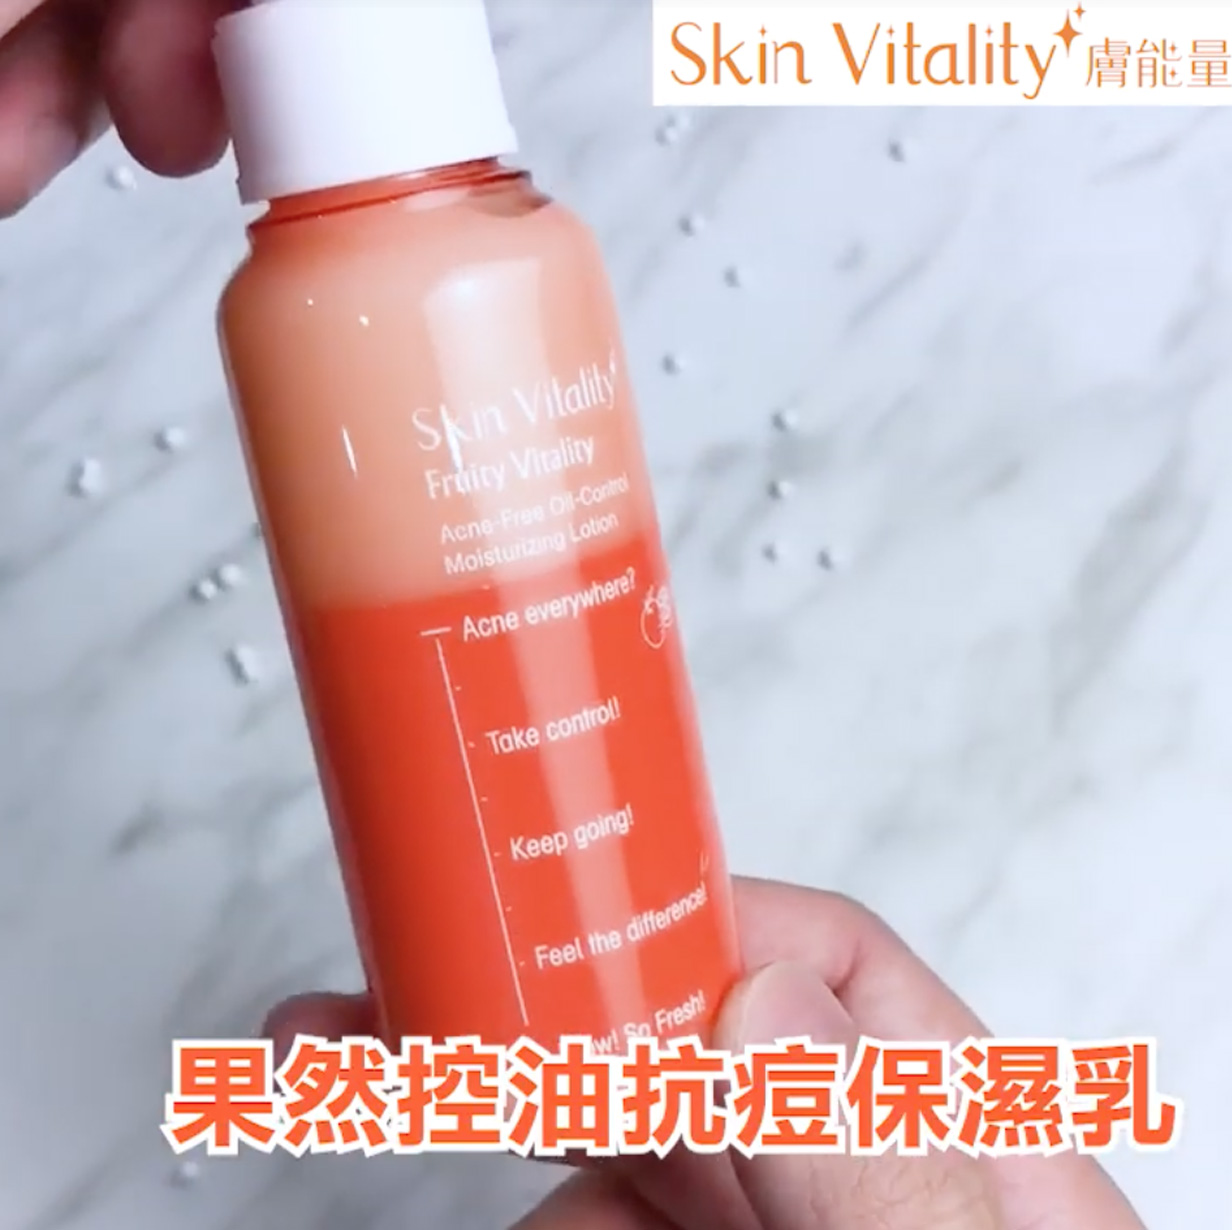 Skin Vitality 膚能量
Skin Vitality
Fruity Vitality
Acne-Free Oil-Control
Moisturizing Lotion
Acne everywhere?
Take control!
Keep going!
Feel the difference!
So Fresh!
果然控油抗痘保濕乳